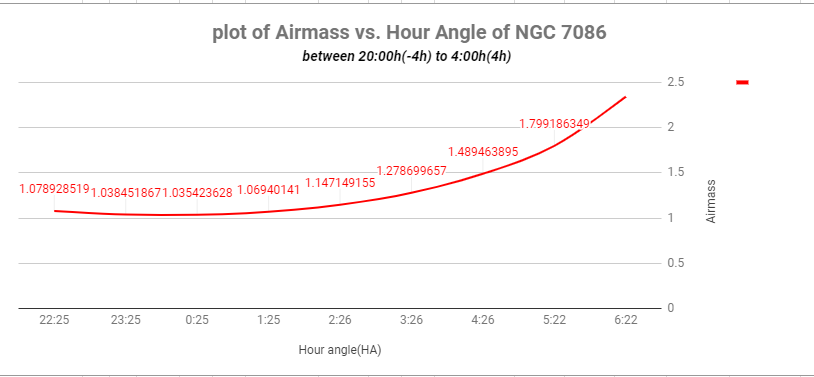 plot of Airmass vs. Hour Angle of NGC 7086
between 20:00h(-4h) to 4:00h(4h)
2.5
1.799186349
2
1.489463895
1.278699657
1.5
1.078928519 1.038451867 1.035423628 1.06940141 1.147149155
1
0.5
0
Airmass
22:25 23:25 0:25 1:25 2:26 3:26 4:26 5:22 6:22
Hour angle(HA)